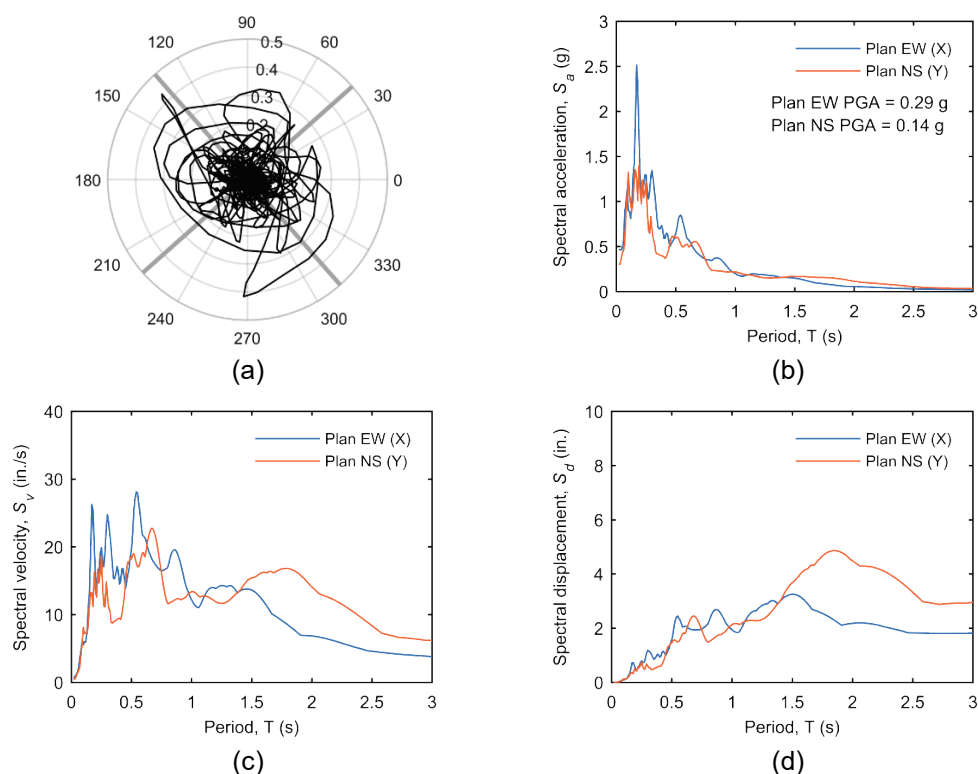 90
120
60
0.5
0.4
150
0.3
30
0.2
180
0
210
330
240
300
270
(a)
3
2.5
2
1.5
1
0.5
0
Spectral acceleration, Sa (g)
Plan EW (X)
Plan NS (Y)
Plan EW PGA = 0.29 g
Plan NS PGA = 0.14 g
0 0.5 1 1.5 2 2.5 3
Period, T (s)
(b)
40
30
20
10
0
Spectral velocity, Sv (in./s)
Plan EW (X)
Plan NS (Y)
0 0.5 1 1.5 2 2.5 3
Period, T (s)
(c)
10
8
6
4
2
0
Spectral displacement, Sd (in.)
Plan EW (X)
Plan NS (Y)
0 0.5 1 1.5 2 2.5 3
Period, T (s)
(d)